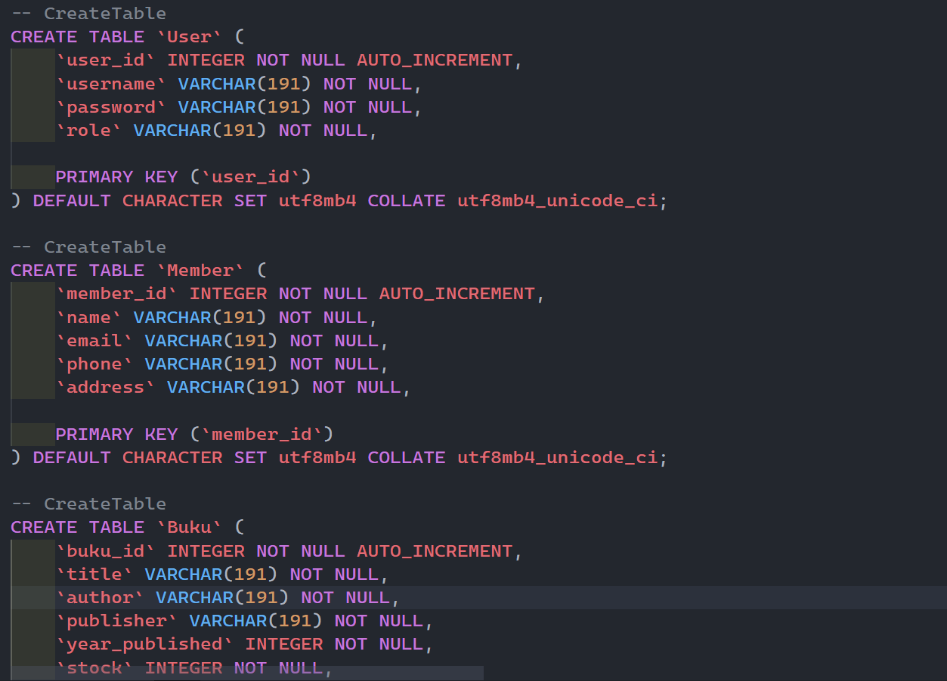 -- CreateTable
CREATE TABLE `User` (
    `user_id` INTEGER NOT NULL AUTO_INCREMENT,
    `username` VARCHAR(191) NOT NULL,
    `password` VARCHAR(191) NOT NULL,
    `role` VARCHAR(191) NOT NULL,

    PRIMARY KEY (`user_id`)
) DEFAULT CHARACTER SET utf8mb4 COLLATE utf8mb4_unicode_ci;

-- CreateTable
CREATE TABLE `Member` (
    `member_id` INTEGER NOT NULL AUTO_INCREMENT,
    `name` VARCHAR(191) NOT NULL,
    `email` VARCHAR(191) NOT NULL,
    `phone` VARCHAR(191) NOT NULL,
    `address` VARCHAR(191) NOT NULL,

    PRIMARY KEY (`member_id`)
) DEFAULT CHARACTER SET utf8mb4 COLLATE utf8mb4_unicode_ci;

-- CreateTable
CREATE TABLE `Buku` (
    `buku_id` INTEGER NOT NULL AUTO_INCREMENT,
    `title` VARCHAR(191) NOT NULL,
    `author` VARCHAR(191) NOT NULL,
    `publisher` VARCHAR(191) NOT NULL,
    `year_published` INTEGER NOT NULL,
    `stock` INTEGER NOT NULL,